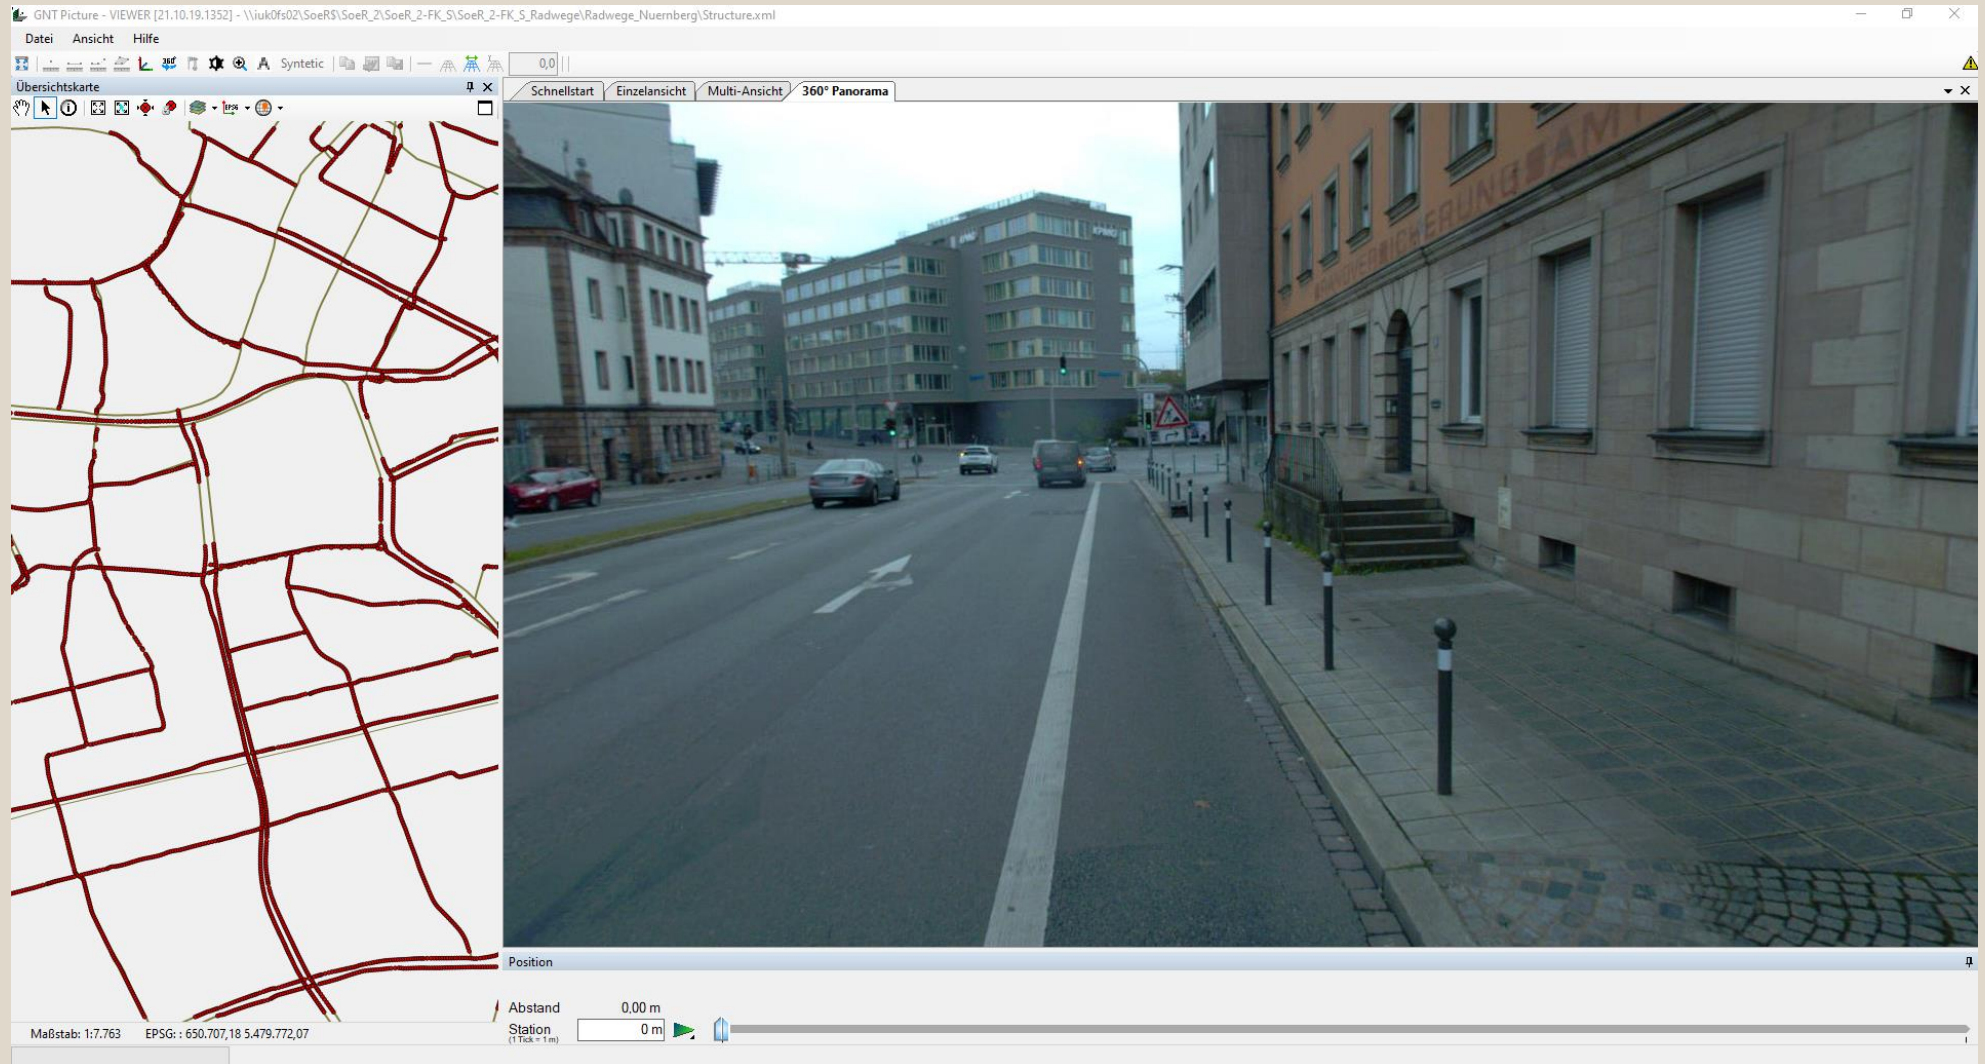 GNT Picture - VIEWER [21.10.19.1352] - \\iuk0fs02\SoeR$\SoeR_2\SoeR_2-FK_S\SoeR_2-FK_S_Radwege\Radwege_Nuernberg\Structure.xml
Datei Ansicht Hilfe
360° A Syntetic 0,0
Übersichtskarte
Schnellstart Einzelansicht Multi-Ansicht 360° Panorama
EPSG
KPMG
Position
Abstand 0,00 m
Station 0 m
(1 Tick = 1 m)
Maßstab: 1:7.763 EPSG: : 650.707,18 5.479.772,07